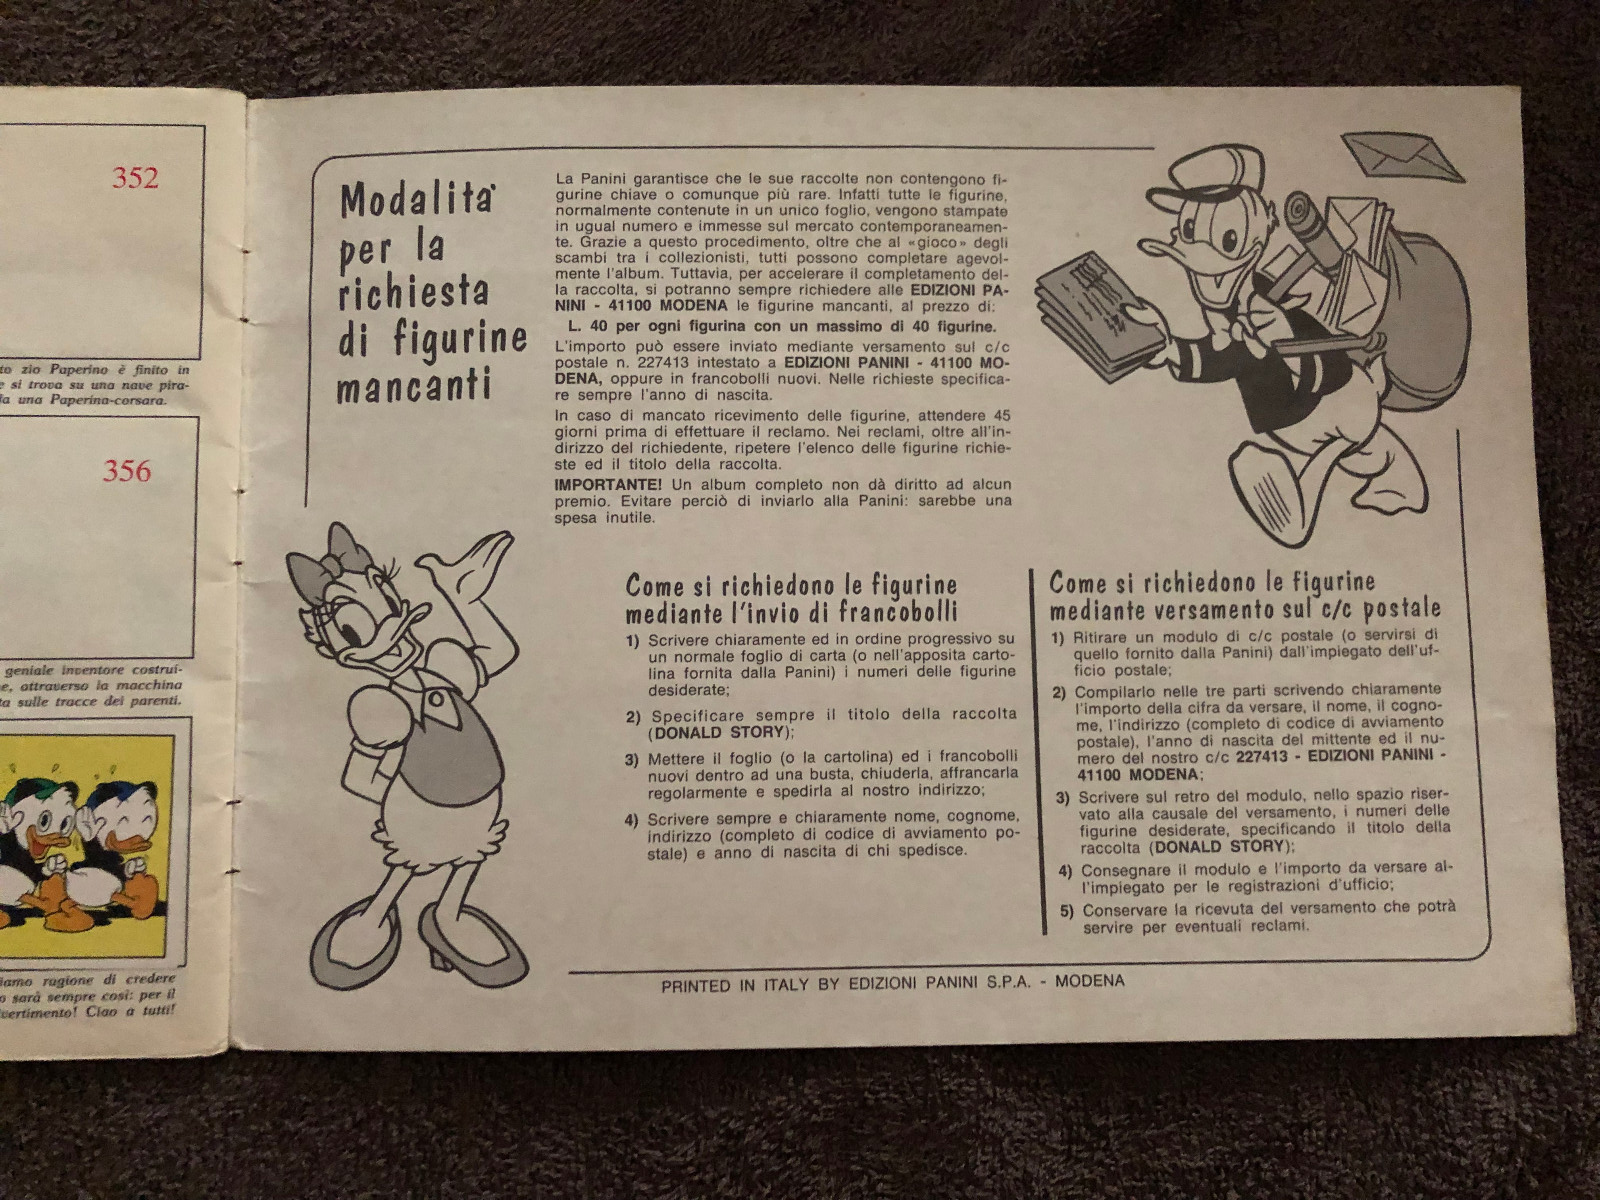 352
to zio Paperino è finito in
e si trova su una nave pira-
la una Paperina-corsara.
356
geniale inventore costrui-
e, attraverso la macchina
ta sulle tracce dei parenti.
iamo ragione di credere
o sarà sempre così: per il
vertimento! Ciao a tutti!
Modalità
per la
richiesta
di figurine
mancanti
La Panini garantisce che le sue raccolte non contengono fi-
gurine chiave o comunque più rare. Infatti tutte le figurine,
normalmente contenute in un unico foglio, vengono stampate
in ugual numero e immesse sul mercato contemporaneamen-
te. Grazie a questo procedimento, oltre che al «gioco» degli
scambi tra i collezionisti, tutti possono completare agevol-
mente l'album. Tuttavia, per accelerare il completamento del-
la raccolta, si potranno sempre richiedere alle EDIZIONI PA-
NINI - 41100 MODENA le figurine mancanti, al prezzo di:
L. 40 per ogni figurina con un massimo di 40 figurine.
L'importo può essere inviato mediante versamento sul c/c
postale n. 227413 intestato a EDIZIONI PANINI - 41100 MO-
DENA, oppure in francobolli nuovi. Nelle richieste specifica-
re sempre l'anno di nascita.
In caso di mancato ricevimento delle figurine, attendere 45
giorni prima di effettuare il reclamo. Nei reclami, oltre all'in-
dirizzo del richiedente, ripetere l'elenco delle figurine richie-
ste ed il titolo della raccolta.
IMPORTANTE! Un album completo non dà diritto ad alcun
premio. Evitare perciò di inviarlo alla Panini: sarebbe una
spesa inutile.
Come si richiedono le figurine
mediante l'invio di francobolli
1) Scrivere chiaramente ed in ordine progressivo su
un normale foglio di carta (o nell'apposita carto-
lina fornita dalla Panini) i numeri delle figurine
desiderate;
2) Specificare sempre il titolo della raccolta
(DONALD STORY);
3) Mettere il foglio (o la cartolina) ed i francobolli
nuovi dentro ad una busta, chiuderla, affrancarla
regolarmente e spedirla al nostro indirizzo;
4) Scrivere sempre e chiaramente nome, cognome,
indirizzo (completo di codice di avviamento po-
stale) e anno di nascita di chi spedisce.
Come si richiedono le figurine
mediante versamento sul c/c postale
1) Ritirare un modulo di c/c postale (o servirsi di
quello fornito dalla Panini) dall'impiegato dell'uf-
ficio postale;
2) Compilarlo nelle tre parti scrivendo chiaramente
l'importo della cifra da versare, il nome, il cogno-
me, l'indirizzo (completo di codice di avviamento
postale), l'anno di nascita del mittente ed il nu-
mero del nostro c/c 227413 - EDIZIONI PANINI -
41100 MODENA;
3) Scrivere sul retro del modulo, nello spazio riser-
vato alla causale del versamento, i numeri delle
figurine desiderate, specificando il titolo della
raccolta (DONALD STORY);
4) Consegnare il modulo e l'importo da versare al-
l'impiegato per le registrazioni d'ufficio;
5) Conservare la ricevuta del versamento che potrà
servire per eventuali reclami.
PRINTED IN ITALY BY EDIZIONI PANINI S.P.A. - MODENA